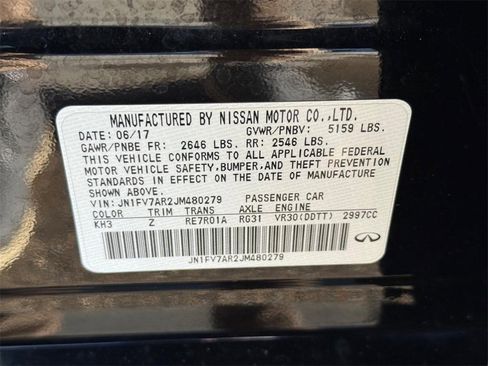 MANUFACTURED BY NISSAN MOTOR CO.,LTD.
DATE: 06/17 GVWR/PNBV: 5159 LBS.
GAWR/PNBE FR: 2646 LBS. RR: 2546 LBS.
THIS VEHICLE CONFORMS TO ALL APPLICABLE FEDERAL
MOTOR VEHICLE SAFETY,BUMPER,AND THEFT PREVENTION
STANDARDS IN EFFECT ON THE DATE OF MANUFACTURE
SHOWN ABOVE.
VIN: JN1FV7AR2JM480279 PASSENGER CAR
COLOR TRIM TRANS AXLE ENGINE
KH3 Z RE7R01A RG31 VR30(DDTT) 2997CC
JN1FV7AR2JM480279